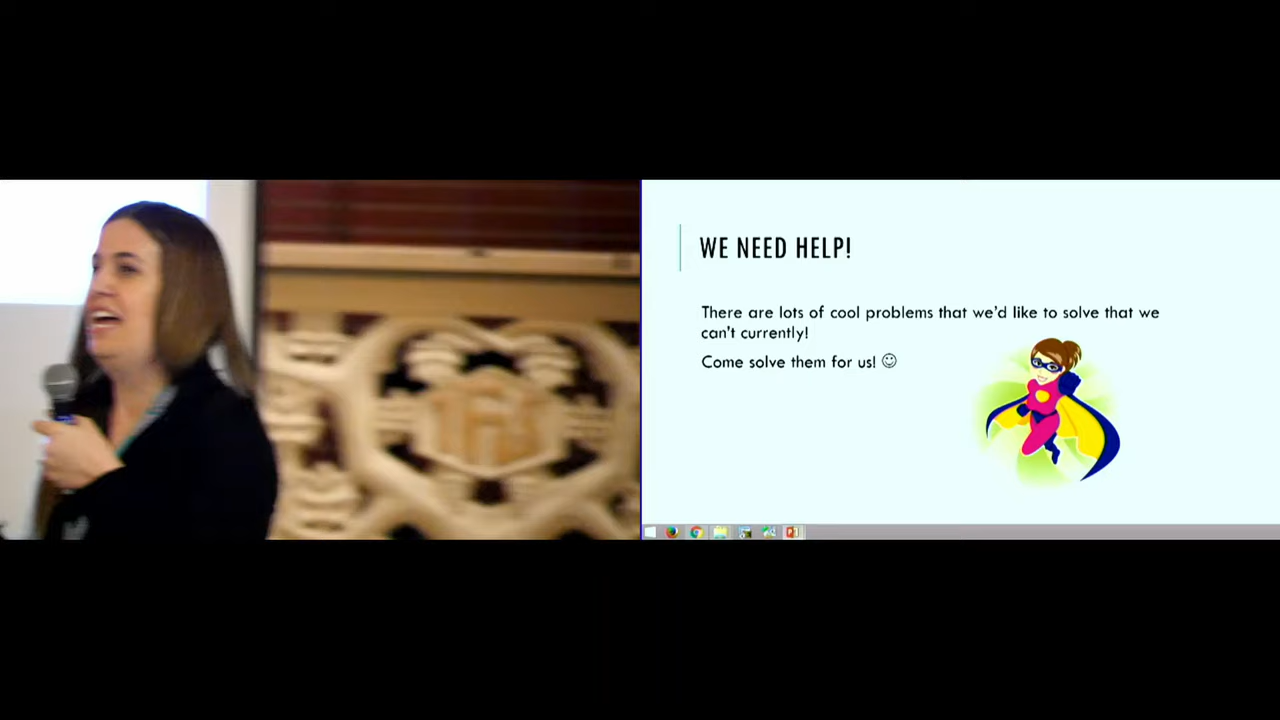 WE NEED HELP!
There are lots of cool problems that we'd like to solve that we
can't currently!
Come solve them for us! ☺